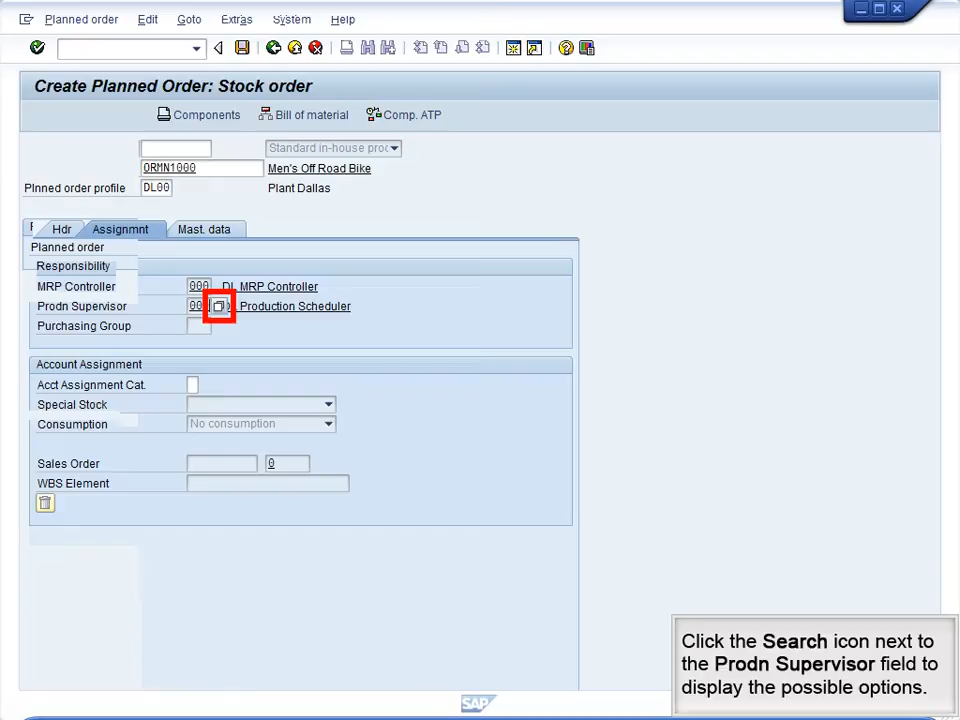 Planned order Edit Goto Extras System Help
Create Planned Order: Stock order
Components Bill of material Comp. ATP
Standard in-house proc
ORMN1000 Men's Off Road Bike
Plnned order profile DL00 Plant Dallas
Hdr Assignmnt Mast. data
Planned order
Responsibility
MRP Controller 000 DL MRP Controller
Prodn Supervisor 00 Production Scheduler
Purchasing Group
Account Assignment
Acct Assignment Cat.
Special Stock
Consumption No consumption
Sales Order 0
WBS Element
Click the Search icon next to
the Prodn Supervisor field to
display the possible options.
SAP